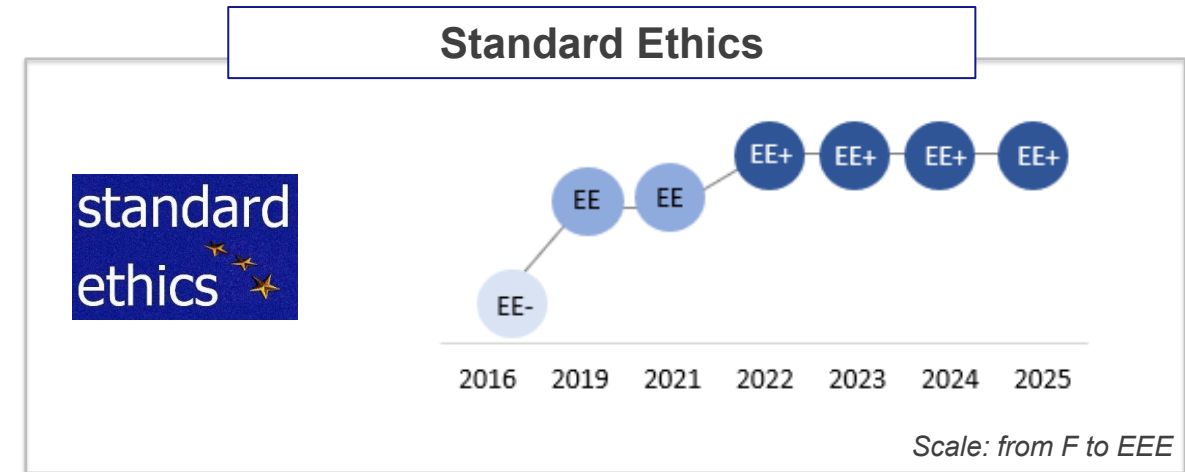 Standard Ethics
standard
ethics
EE- EE EE EE+ EE+ EE+ EE+
2016 2019 2021 2022 2023 2024 2025
Scale: from F to EEE